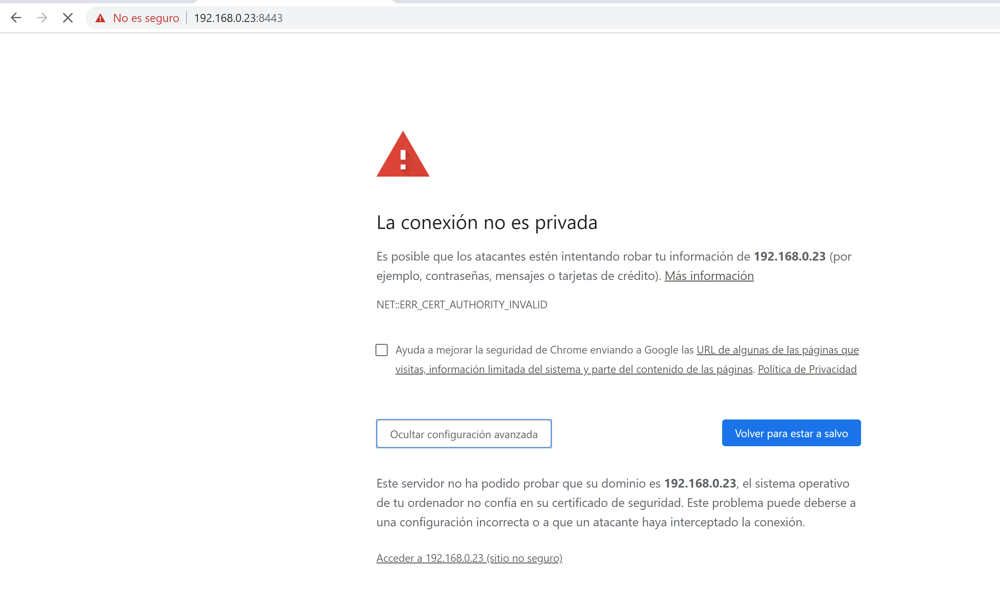 No es seguro 192.168.0.23:8443
La conexión no es privada
Es posible que los atacantes estén intentando robar tu información de 192.168.0.23 (por
ejemplo, contraseñas, mensajes o tarjetas de crédito). Más información
NET::ERR_CERT_AUTHORITY_INVALID
Ayuda a mejorar la seguridad de Chrome enviando a Google las URL de algunas de las páginas que
visitas, información limitada del sistema y parte del contenido de las páginas. Política de Privacidad
Ocultar configuración avanzada
Volver para estar a salvo
Este servidor no ha podido probar que su dominio es 192.168.0.23, el sistema operativo
de tu ordenador no confía en su certificado de seguridad. Este problema puede deberse a
una configuración incorrecta o a que un atacante haya interceptado la conexión.
Acceder a 192.168.0.23 (sitio no seguro)